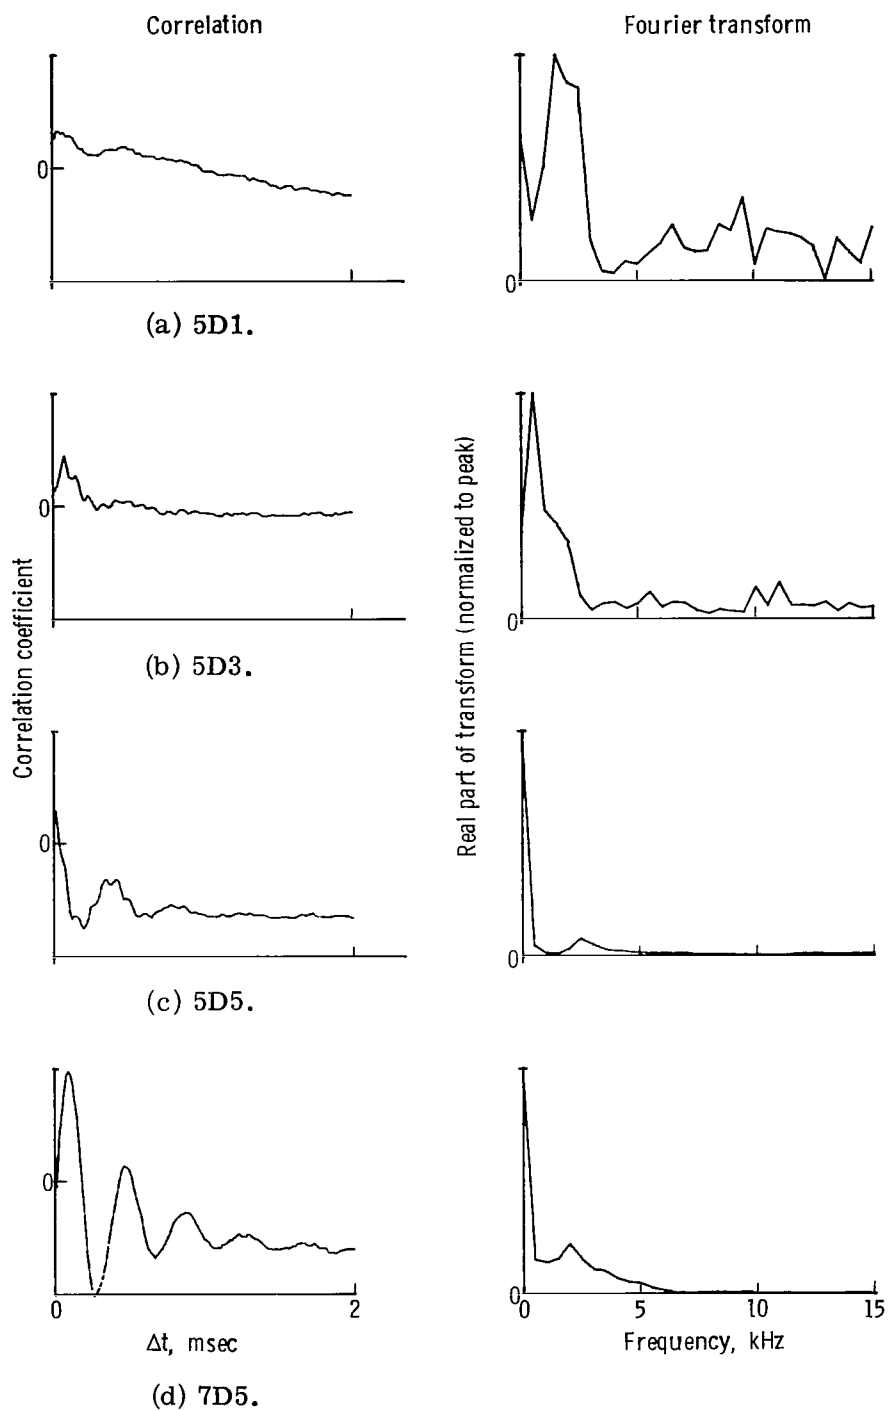 Correlation
Fourier transform
0
0
(a) 5D1.
0
0
(b) 5D3.
Correlation coefficient
Real part of transform (normalized to peak)
0
0
(c) 5D5.
0
0
0
2
0
5
10
15
Δt, msec
Frequency, kHz
(d) 7D5.